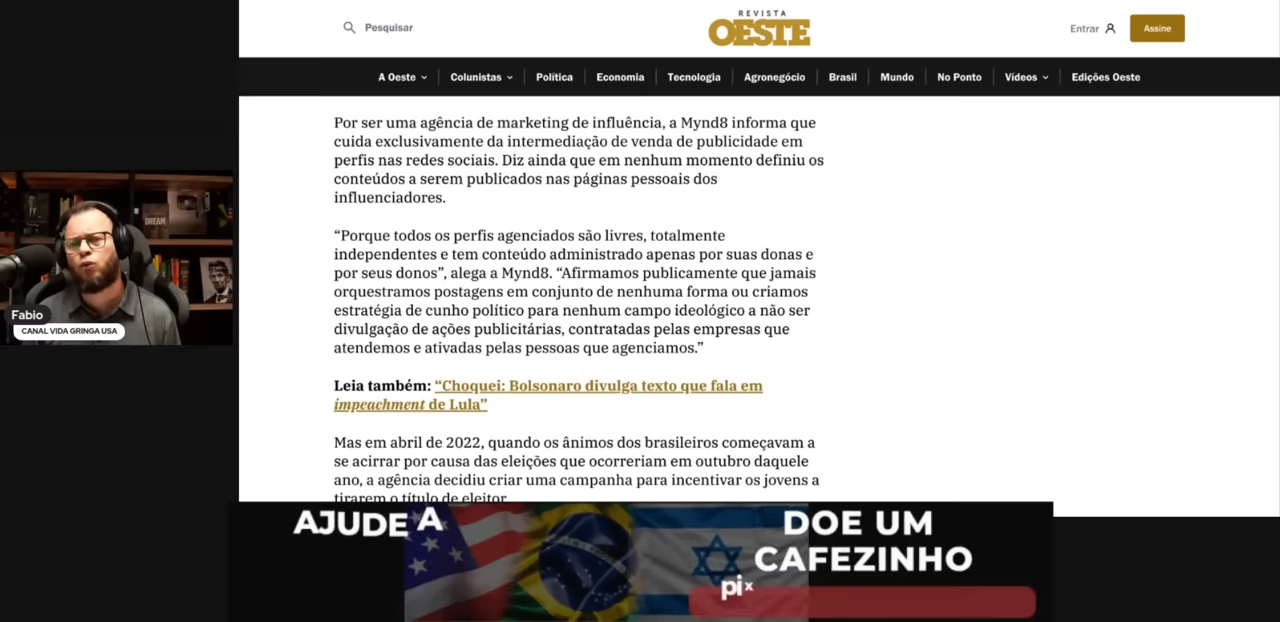 Pesquisar
REVISTA
OESTE
Entrar
Assine
A Oeste
Colunistas
Política
Economia
Tecnologia
Agronegócio
Brasil
Mundo
No Ponto
Vídeos
Edições Oeste
Por ser uma agência de marketing de influência, a Mynd8 informa que
cuida exclusivamente da intermediação de venda de publicidade em
perfis nas redes sociais. Diz ainda que em nenhum momento definiu os
conteúdos a serem publicados nas páginas pessoais dos
influenciadores.
“Porque todos os perfis agenciados são livres, totalmente
independentes e tem conteúdo administrado apenas por suas donas e
por seus donos”, alega a Mynd8. “Afirmamos publicamente que jamais
orquestramos postagens em conjunto de nenhuma forma ou criamos
estratégia de cunho político para nenhum campo ideológico a não ser
divulgação de ações publicitárias, contratadas pelas empresas que
atendemos e ativadas pelas pessoas que agenciamos.”
Leia também: “Choquei: Bolsonaro divulga texto que fala em
impeachment de Lula”
Mas em abril de 2022, quando os ânimos dos brasileiros começavam a
se acirrar por causa das eleições que ocorreriam em outubro daquele
ano, a agência decidiu criar uma campanha para incentivar os jovens a
tirarem o título de eleitor
DREAM
Fabio
CANAL VIDA GRINGA USA
AJUDE A
DOE UM
CAFEZINHO
pix